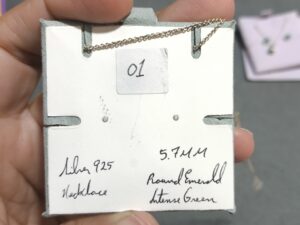 01
Silver 925
Necklace
5.7MM
Round Emerald
Intense Green